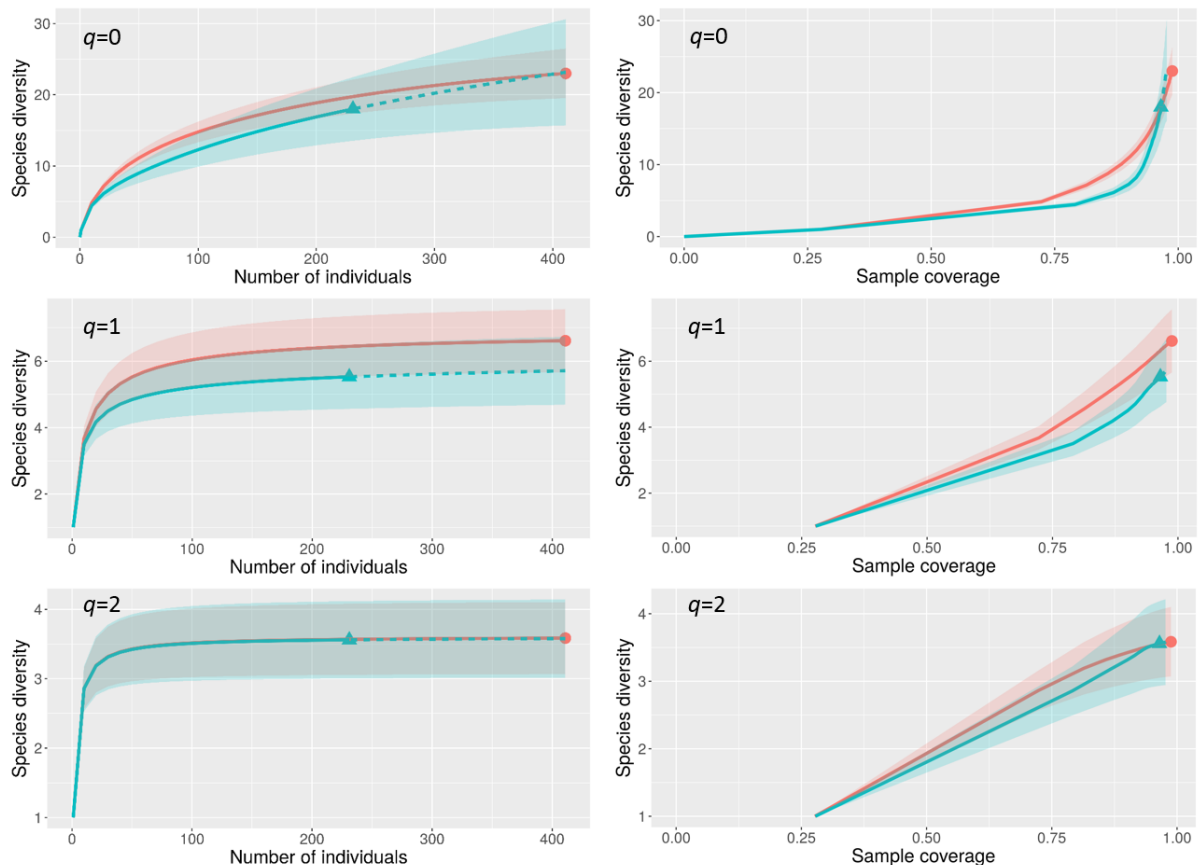 q=0
Species diversity
30
20
10
0
0 100 200 300 400
Number of individuals
q=0
Species diversity
30
20
10
0
0.00 0.25 0.50 0.75 1.00
Sample coverage
q=1
Species diversity
6
4
2
0 100 200 300 400
Number of individuals
q=1
Species diversity
6
4
2
0.00 0.25 0.50 0.75 1.00
Sample coverage
q=2
Species diversity
4
3
2
1
0 100 200 300 400
Number of individuals
q=2
Species diversity
4
3
2
1
0.00 0.25 0.50 0.75 1.00
Sample coverage